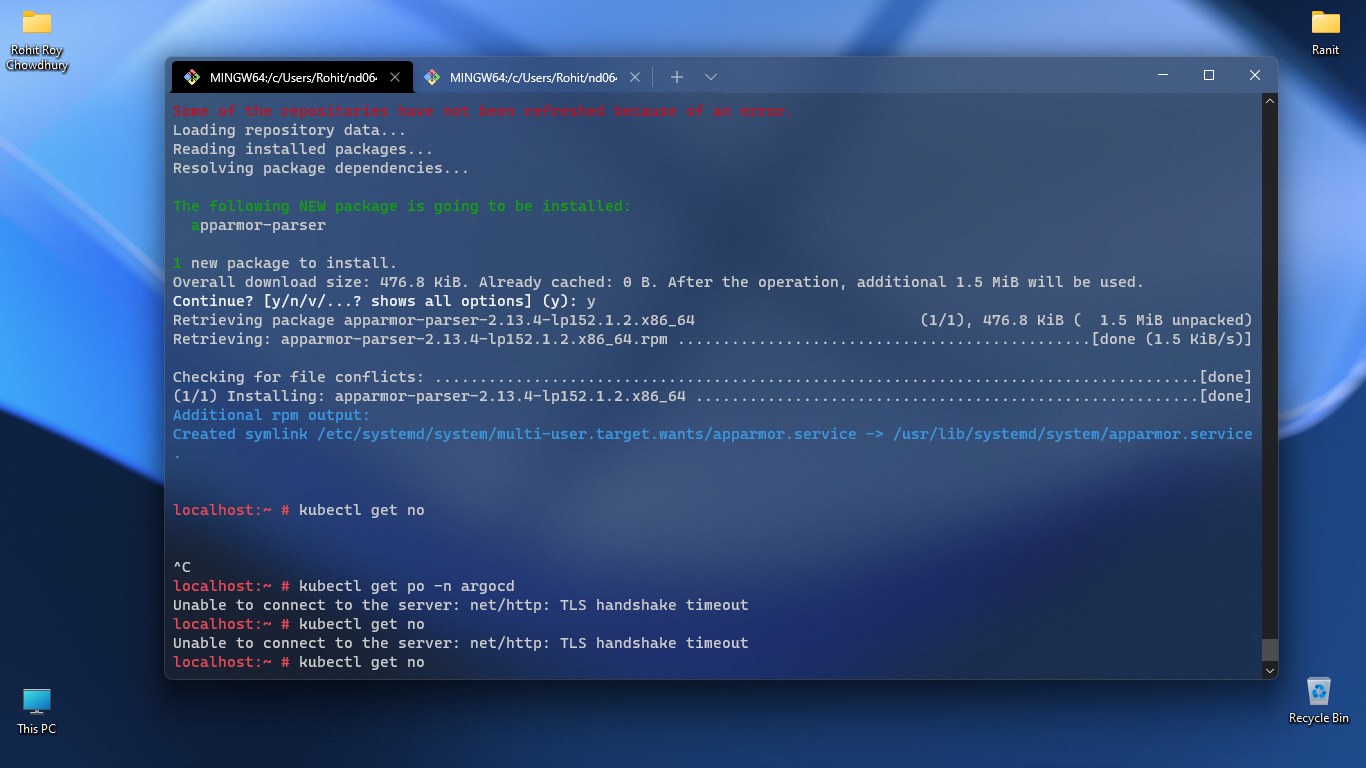 Rohit Roy
Chowdhury
Ranit
MINGW64:/c/Users/Rohit/nd064
MINGW64:/c/Users/Rohit/nd064
Some of the repositories have not been refreshed because of an error.
Loading repository data...
Reading installed packages...
Resolving package dependencies...
The following NEW package is going to be installed:
apparmor-parser
1 new package to install.
Overall download size: 476.8 KiB. Already cached: 0 B. After the operation, additional 1.5 MiB will be used.
Continue? [y/n/v/...? shows all options] (y): y
Retrieving package apparmor-parser-2.13.4-lp152.1.2.x86_64 (1/1), 476.8 KiB (  1.5 MiB unpacked)
Retrieving: apparmor-parser-2.13.4-lp152.1.2.x86_64.rpm ..............................................[done (1.5 KiB/s)]
Checking for file conflicts: .....................................................................................[done]
(1/1) Installing: apparmor-parser-2.13.4-lp152.1.2.x86_64 ........................................................[done]
Additional rpm output:
Created symlink /etc/systemd/system/multi-user.target.wants/apparmor.service -> /usr/lib/systemd/system/apparmor.service
.
localhost:~ # kubectl get no
^C
localhost:~ # kubectl get po -n argocd
Unable to connect to the server: net/http: TLS handshake timeout
localhost:~ # kubectl get no
Unable to connect to the server: net/http: TLS handshake timeout
localhost:~ # kubectl get no
This PC
Recycle Bin